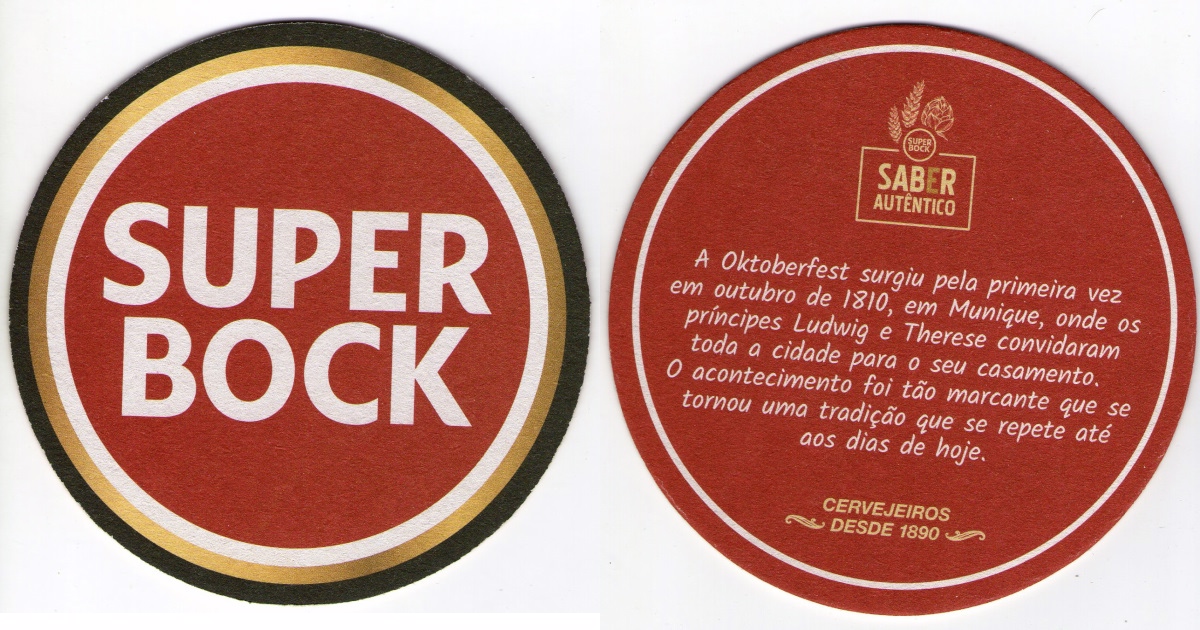 SUPER
BOCK
SUPER
BOCK
SABER
AUTÊNTICO
A Oktoberfest surgiu pela primeira vez
em outubro de 1810, em Munique, onde os
príncipes Ludwig e Therese convidaram
toda a cidade para o seu casamento.
O acontecimento foi tão marcante que se
tornou uma tradição que se repete até
aos dias de hoje.
CERVEJEIROS
DESDE 1890